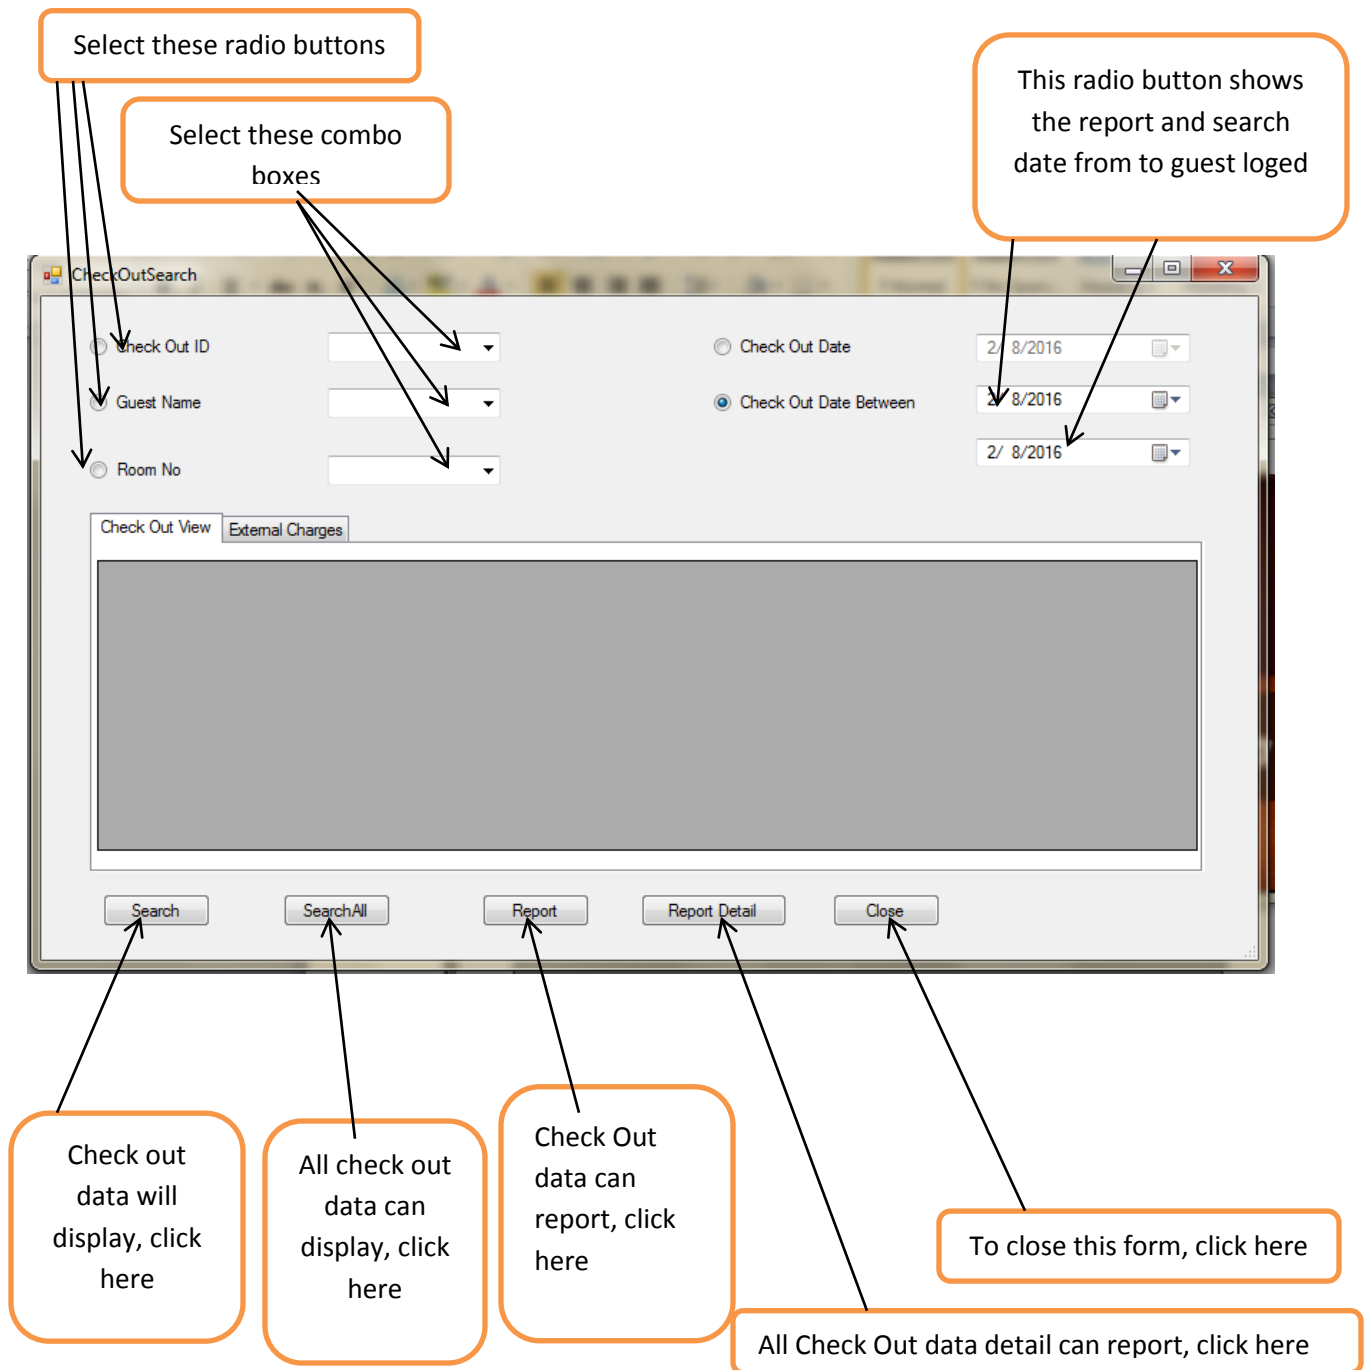 Select these radio buttons
Select these combo
boxes
This radio button shows
the report and search
date from to guest loged
CheckOutSearch
Check Out ID
Check Out Date
2/ 8/2016
Guest Name
Check Out Date Between
2/ 8/2016
Room No
2/ 8/2016
Check Out View
External Charges
Search
SearchAll
Report
Report Detail
Close
Check out
data will
display, click
here
All check out
data can
display, click
here
Check Out
data can
report, click
here
To close this form, click here
All Check Out data detail can report, click here